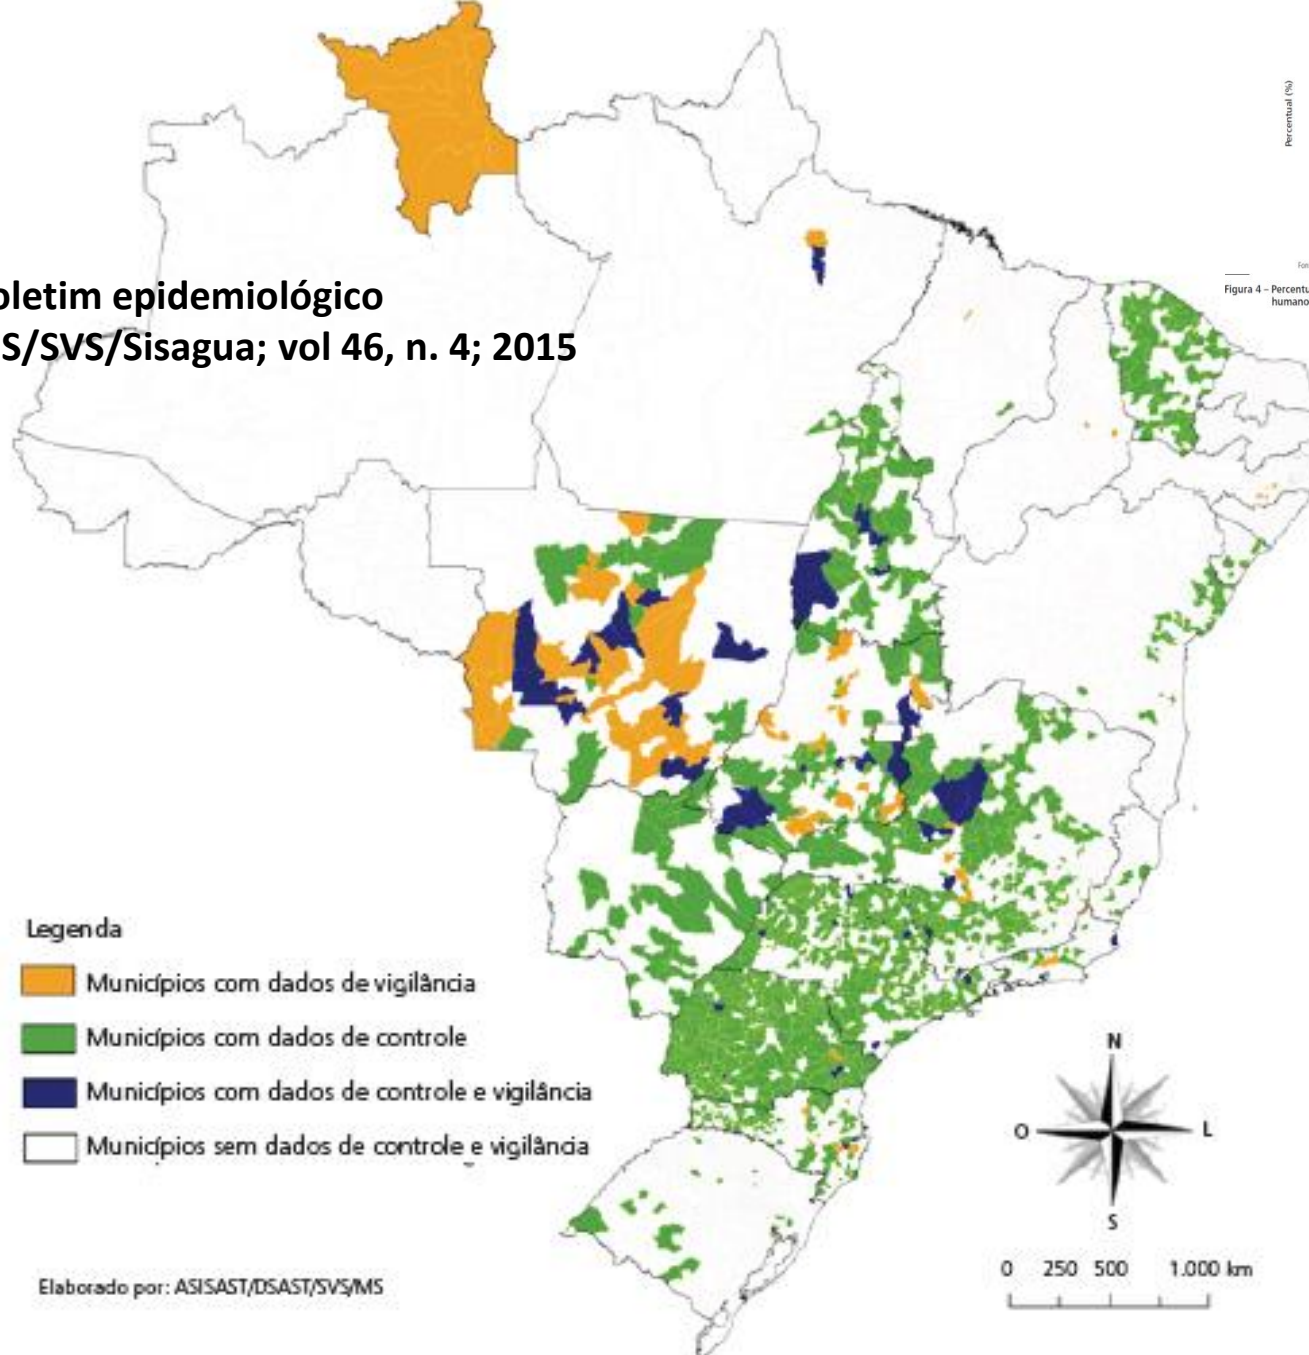 Percentual (%)
oletim epidemiológico
S/SVS/Sisagua; vol 46, n. 4; 2015
Fon
Figura 4 – Percentu
humano
Legenda
Municípios com dados de vigilância
Municípios com dados de controle
Municípios com dados de controle e vigilância
Municípios sem dados de controle e vigilância
N
O
L
S
0 250 500 1.000 km
Elaborado por: ASISAST/DSAST/SVS/MS